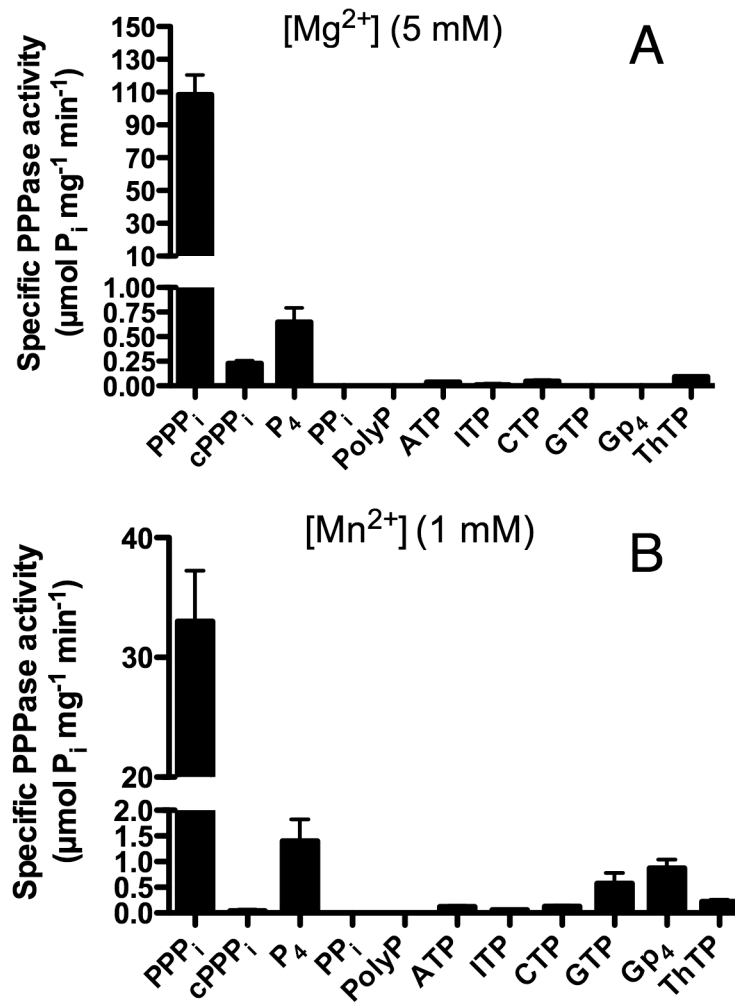 [Mg²⁺] (5 mM)
A
Specific PPPase activity
(µmol Pᵢ mg⁻¹ min⁻¹)
150
130
110
90
70
50
30
10
1.00
0.75
0.50
0.25
0.00
PPPᵢ
cPPPᵢ
P₄
PPᵢ
PolyP
ATP
ITP
CTP
GTP
Gp₄
ThTP
[Mn²⁺] (1 mM)
B
Specific PPPase activity
(µmol Pᵢ mg⁻¹ min⁻¹)
40
30
20
2.0
1.5
1.0
0.5
0.0
PPPᵢ
cPPPᵢ
P₄
PPᵢ
PolyP
ATP
ITP
CTP
GTP
Gp₄
ThTP